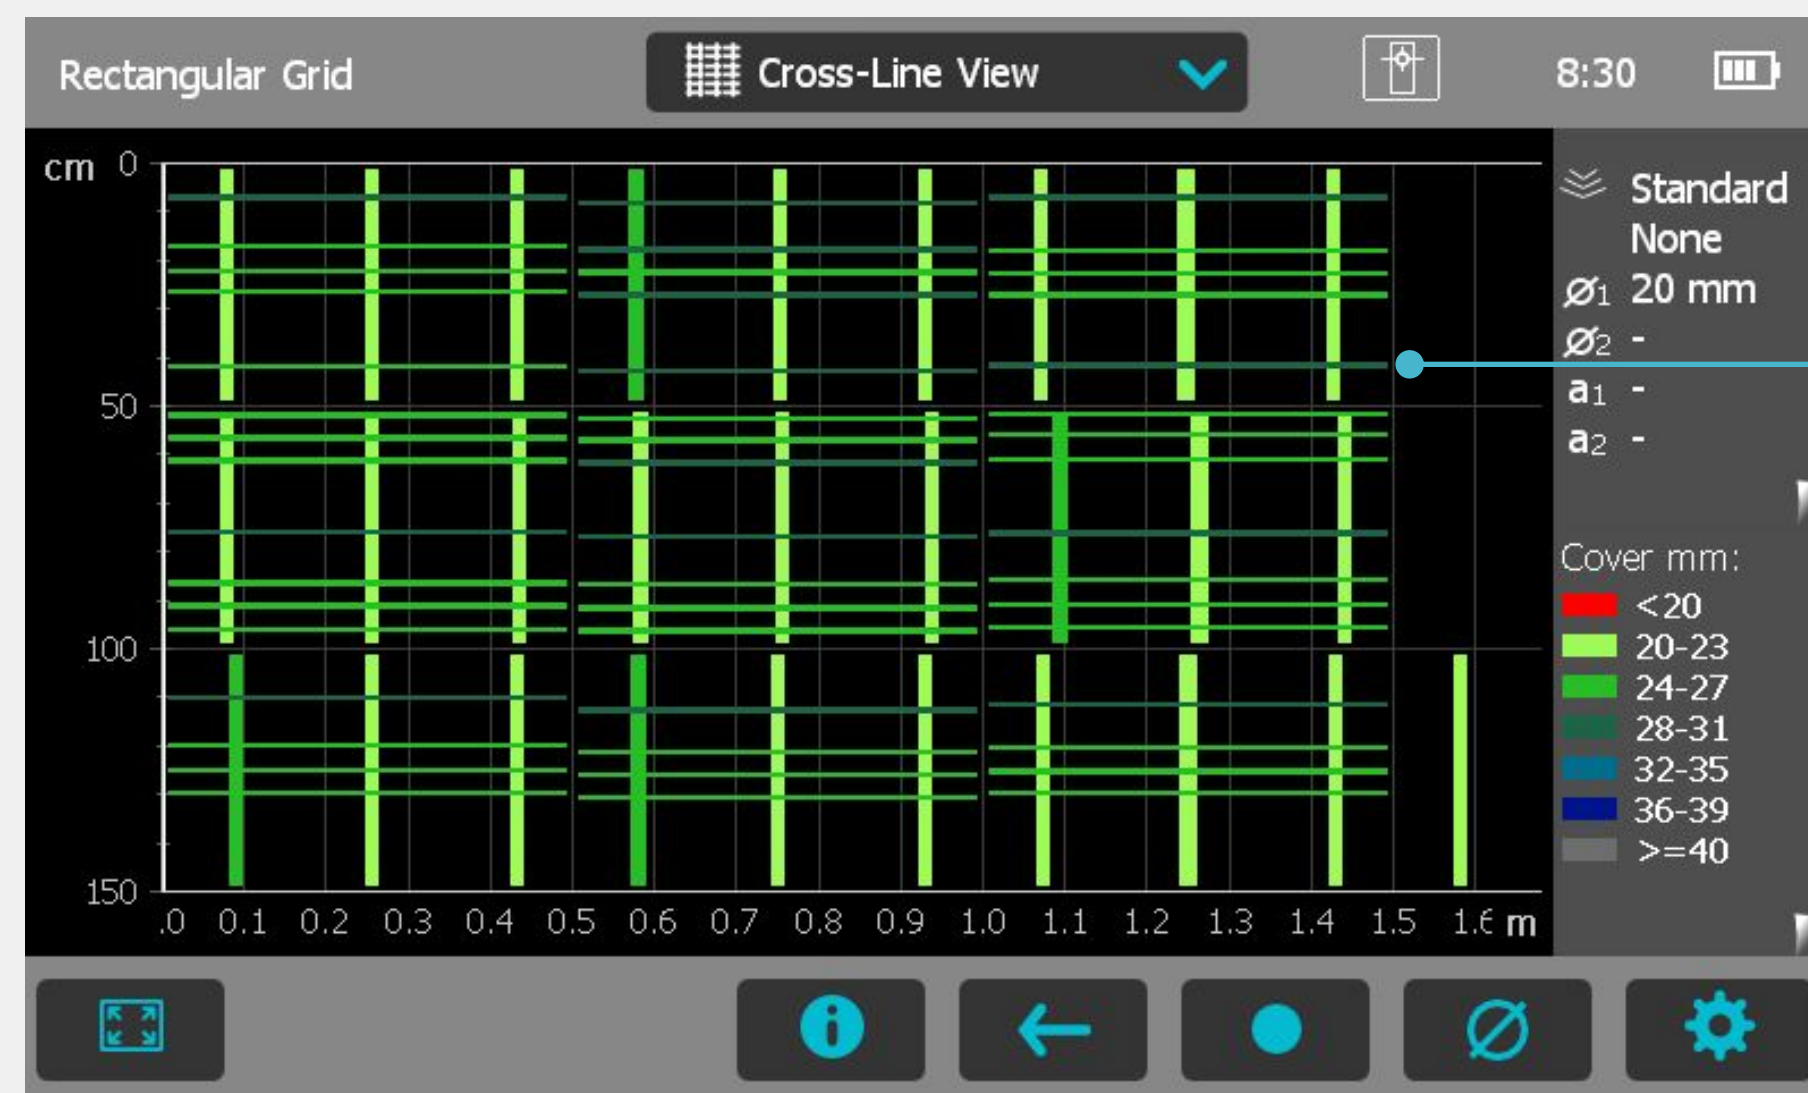 Rectangular Grid
Cross-Line View
8:30
cm 0
50
100
150
.0 0.1 0.2 0.3 0.4 0.5 0.6 0.7 0.8 0.9 1.0 1.1 1.2 1.3 1.4 1.5 1.6 m
Standard
None
Ø1 20 mm
Ø2 -
a1 -
a2 -
Cover mm:
<20
20-23
24-27
28-31
32-35
36-39
>=40